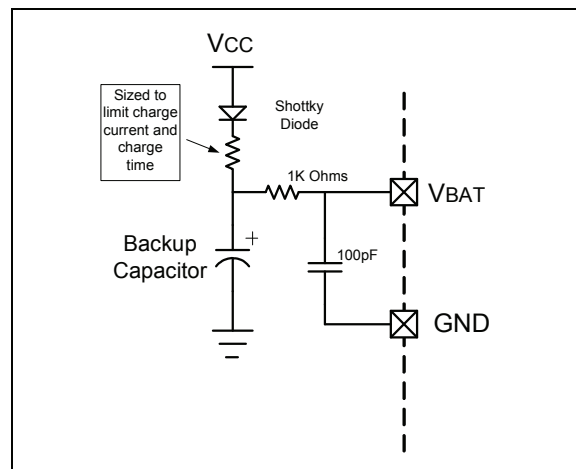 VCC
Sized to
limit charge
current and
charge
time
Shottky
Diode
1K Ohms
VBAT
Backup
Capacitor
+
100pF
GND